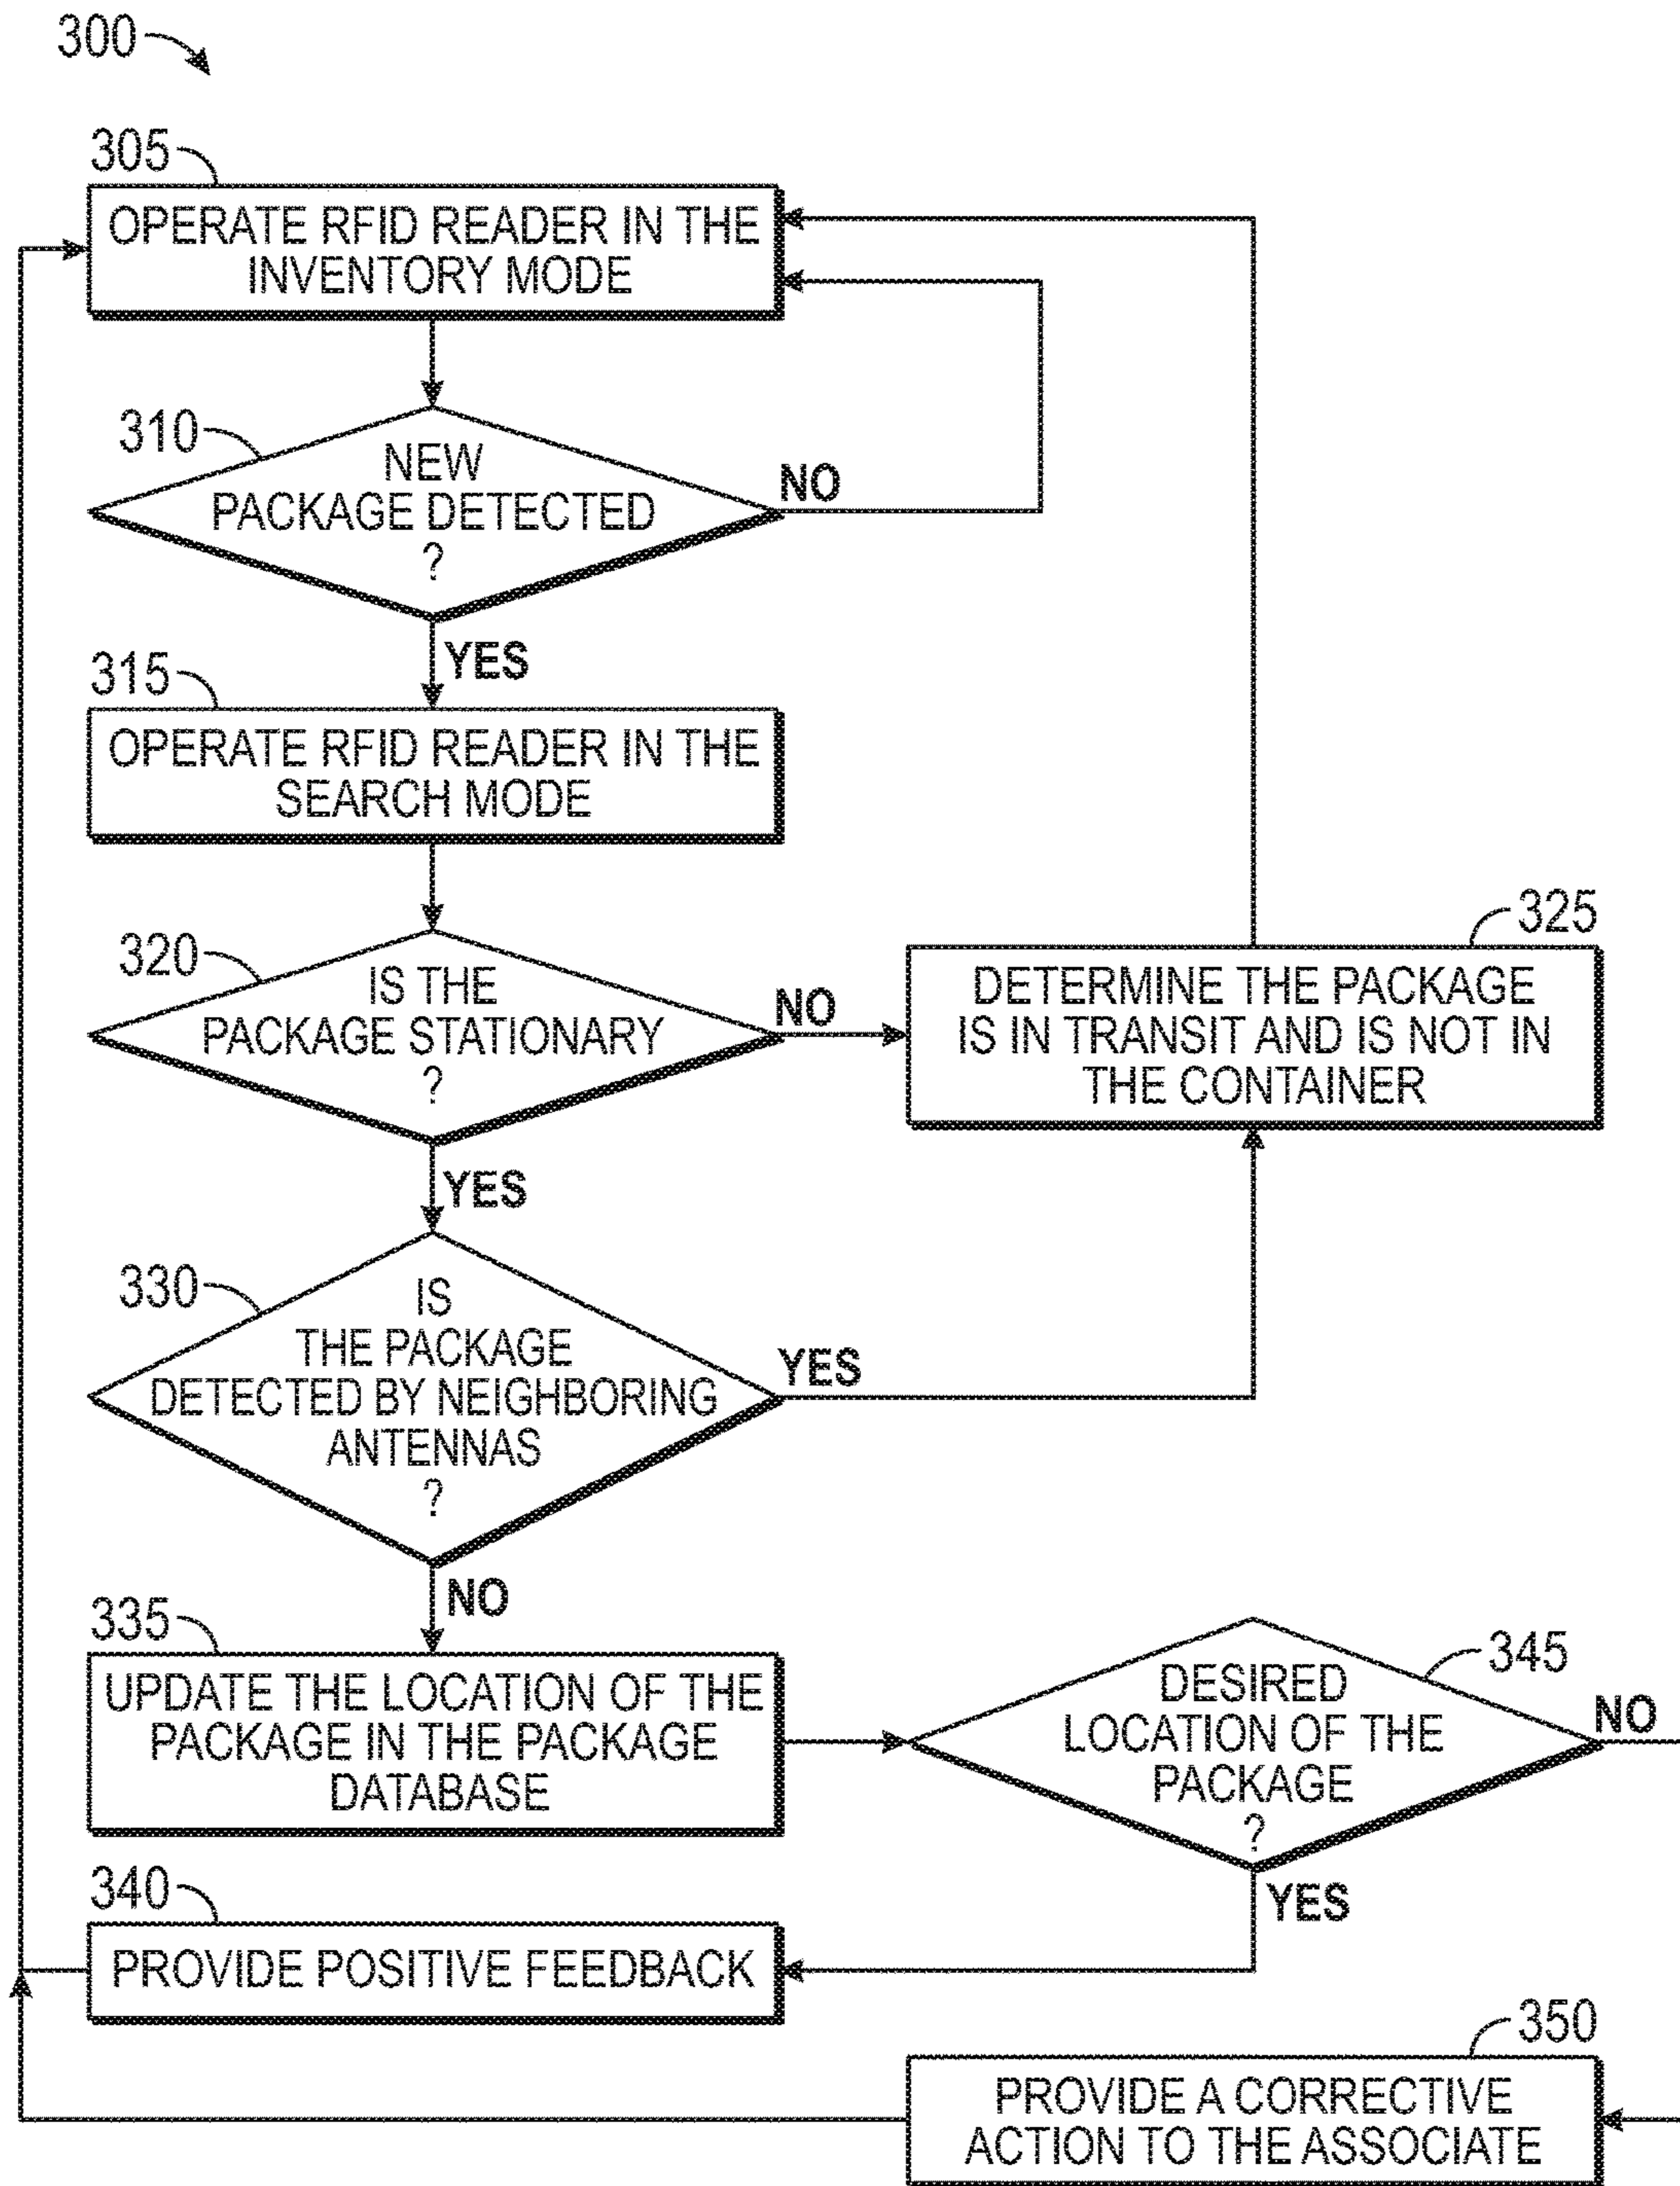 300
305
OPERATE RFID READER IN THE
INVENTORY MODE
310
NEW
PACKAGE DETECTED
?
NO
YES
315
OPERATE RFID READER IN THE
SEARCH MODE
320
IS THE
PACKAGE STATIONARY
?
NO
325
DETERMINE THE PACKAGE
IS IN TRANSIT AND IS NOT IN
THE CONTAINER
YES
330
IS
THE PACKAGE
DETECTED BY NEIGHBORING
ANTENNAS
?
YES
NO
335
UPDATE THE LOCATION OF THE
PACKAGE IN THE PACKAGE
DATABASE
345
DESIRED
LOCATION OF THE
PACKAGE
?
NO
YES
340
PROVIDE POSITIVE FEEDBACK
350
PROVIDE A CORRECTIVE
ACTION TO THE ASSOCIATE